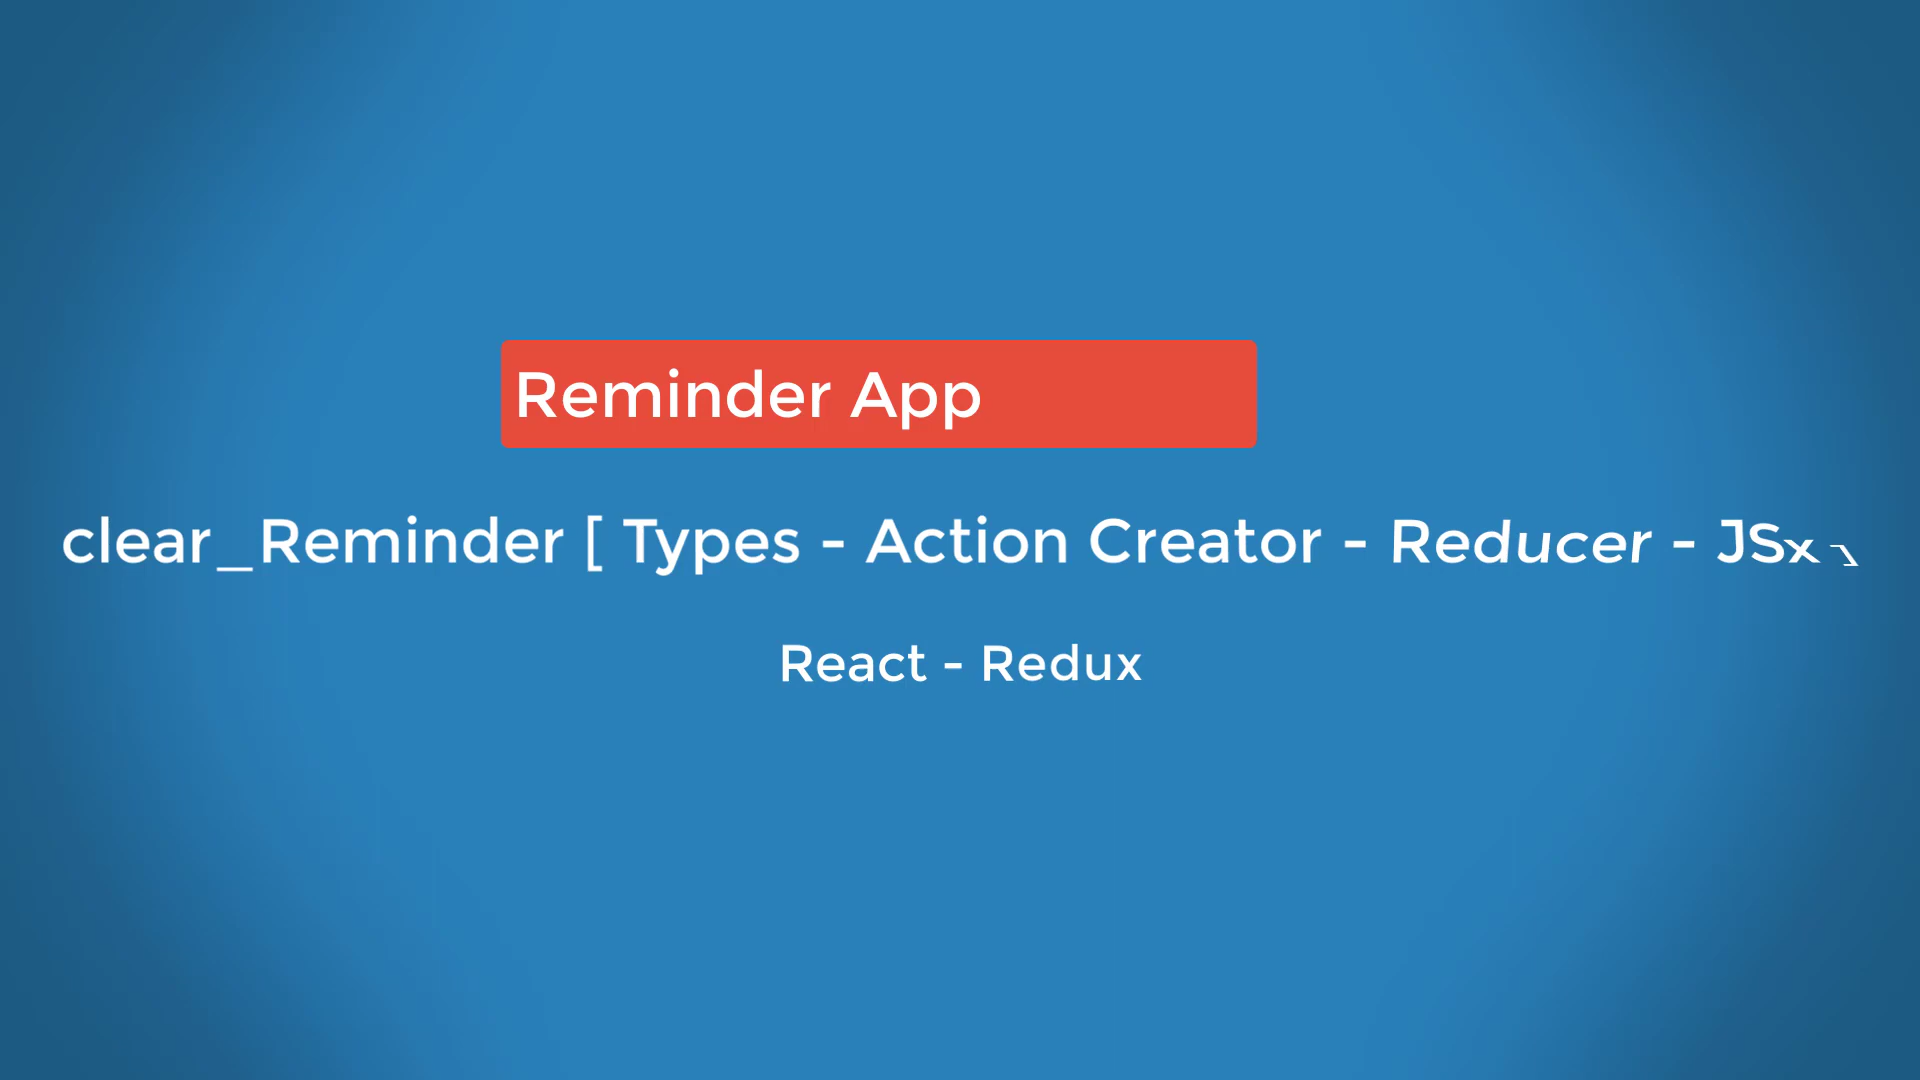 Reminder App
clear_Reminder [ Types - Action Creator - Reducer - JSx
React - Redux